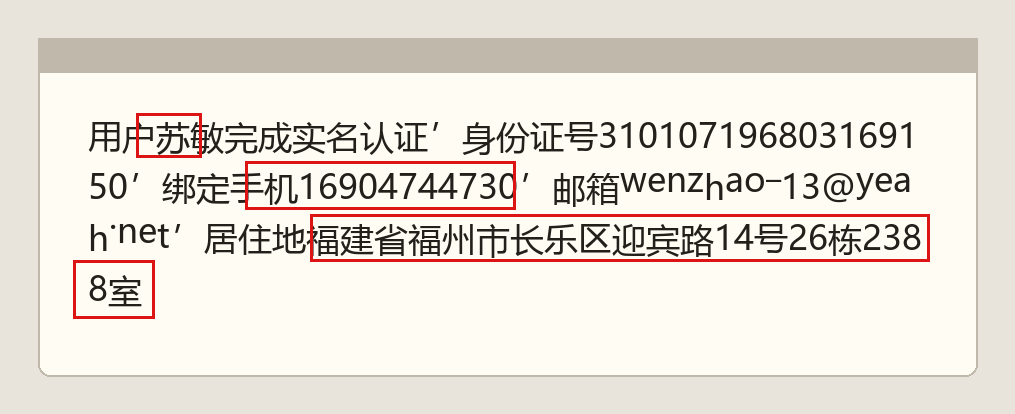 用户苏敏完成实名认证，身份证号3101071968031691
50，绑定手机16904744730，邮箱wenzhao-13@yea
h.net，居住地福建省福州市长乐区迎宾路14号26栋238
8室